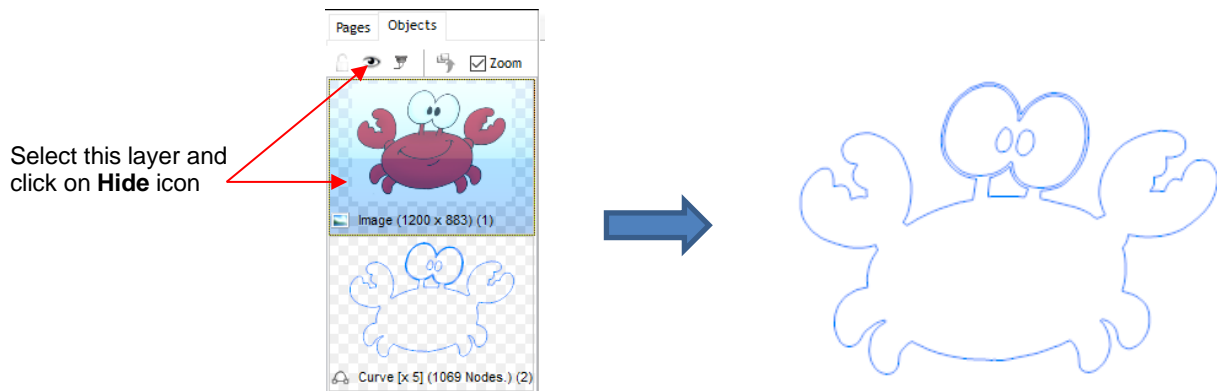 Pages Objects
Zoom
Select this layer and
click on Hide icon
Image (1200 x 883) (1)
Curve [x 5] (1069 Nodes.) (2)